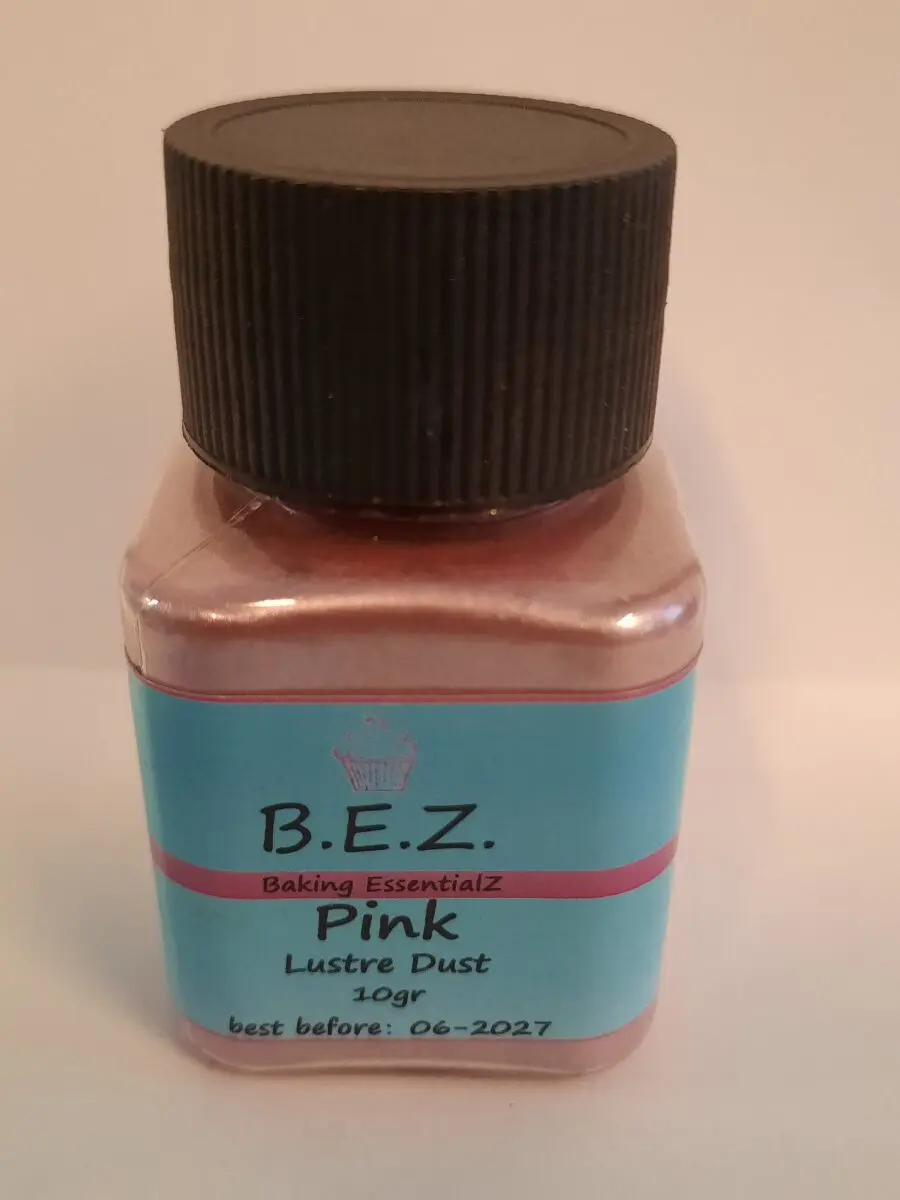 B.E.Z.
Baking EssentialZ
Pink
Lustre Dust
10gr
best before: 06-2027